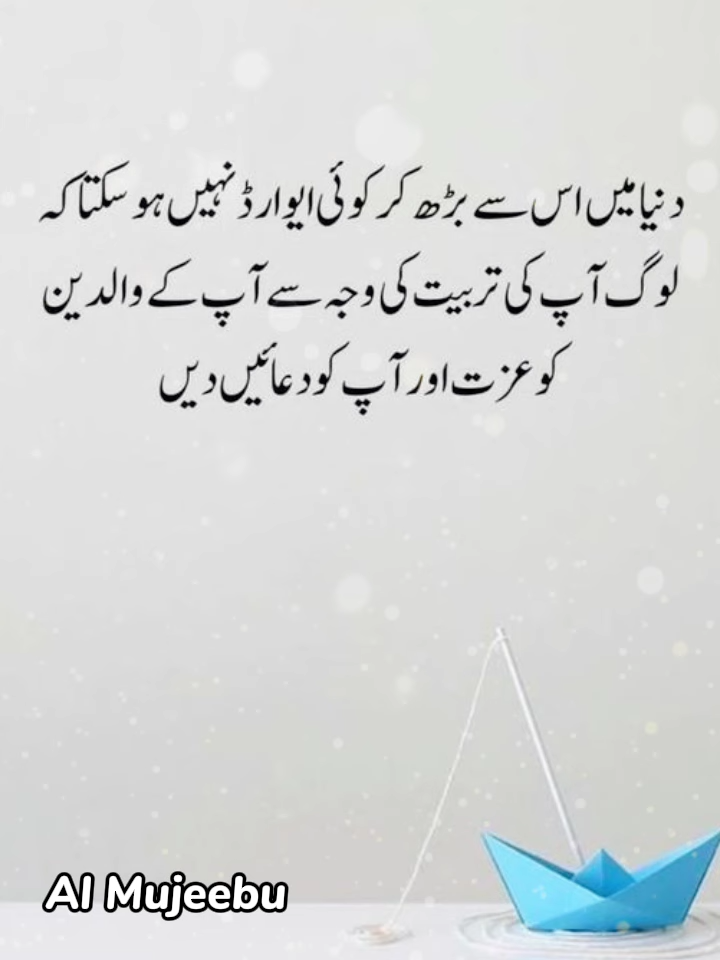 دنیا میں اس سے بڑھ کر کوئی ایوارڈ نہیں ہو سکتا کہ
لوگ آپ کی تربیت کی وجہ سے آپ کے والدین
کو عزت اور آپ کو دعائیں دیں
Al Mujeebu